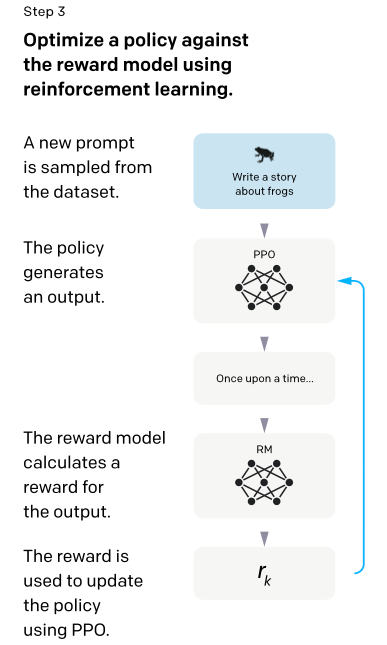 Step 3
Optimize a policy against
the reward model using
reinforcement learning.
A new prompt
is sampled from
the dataset.
Write a story
about frogs
The policy
generates
an output.
PPO
Once upon a time...
The reward model
calculates a
reward for
the output.
RM
The reward is
used to update
the policy
using PPO.
rk